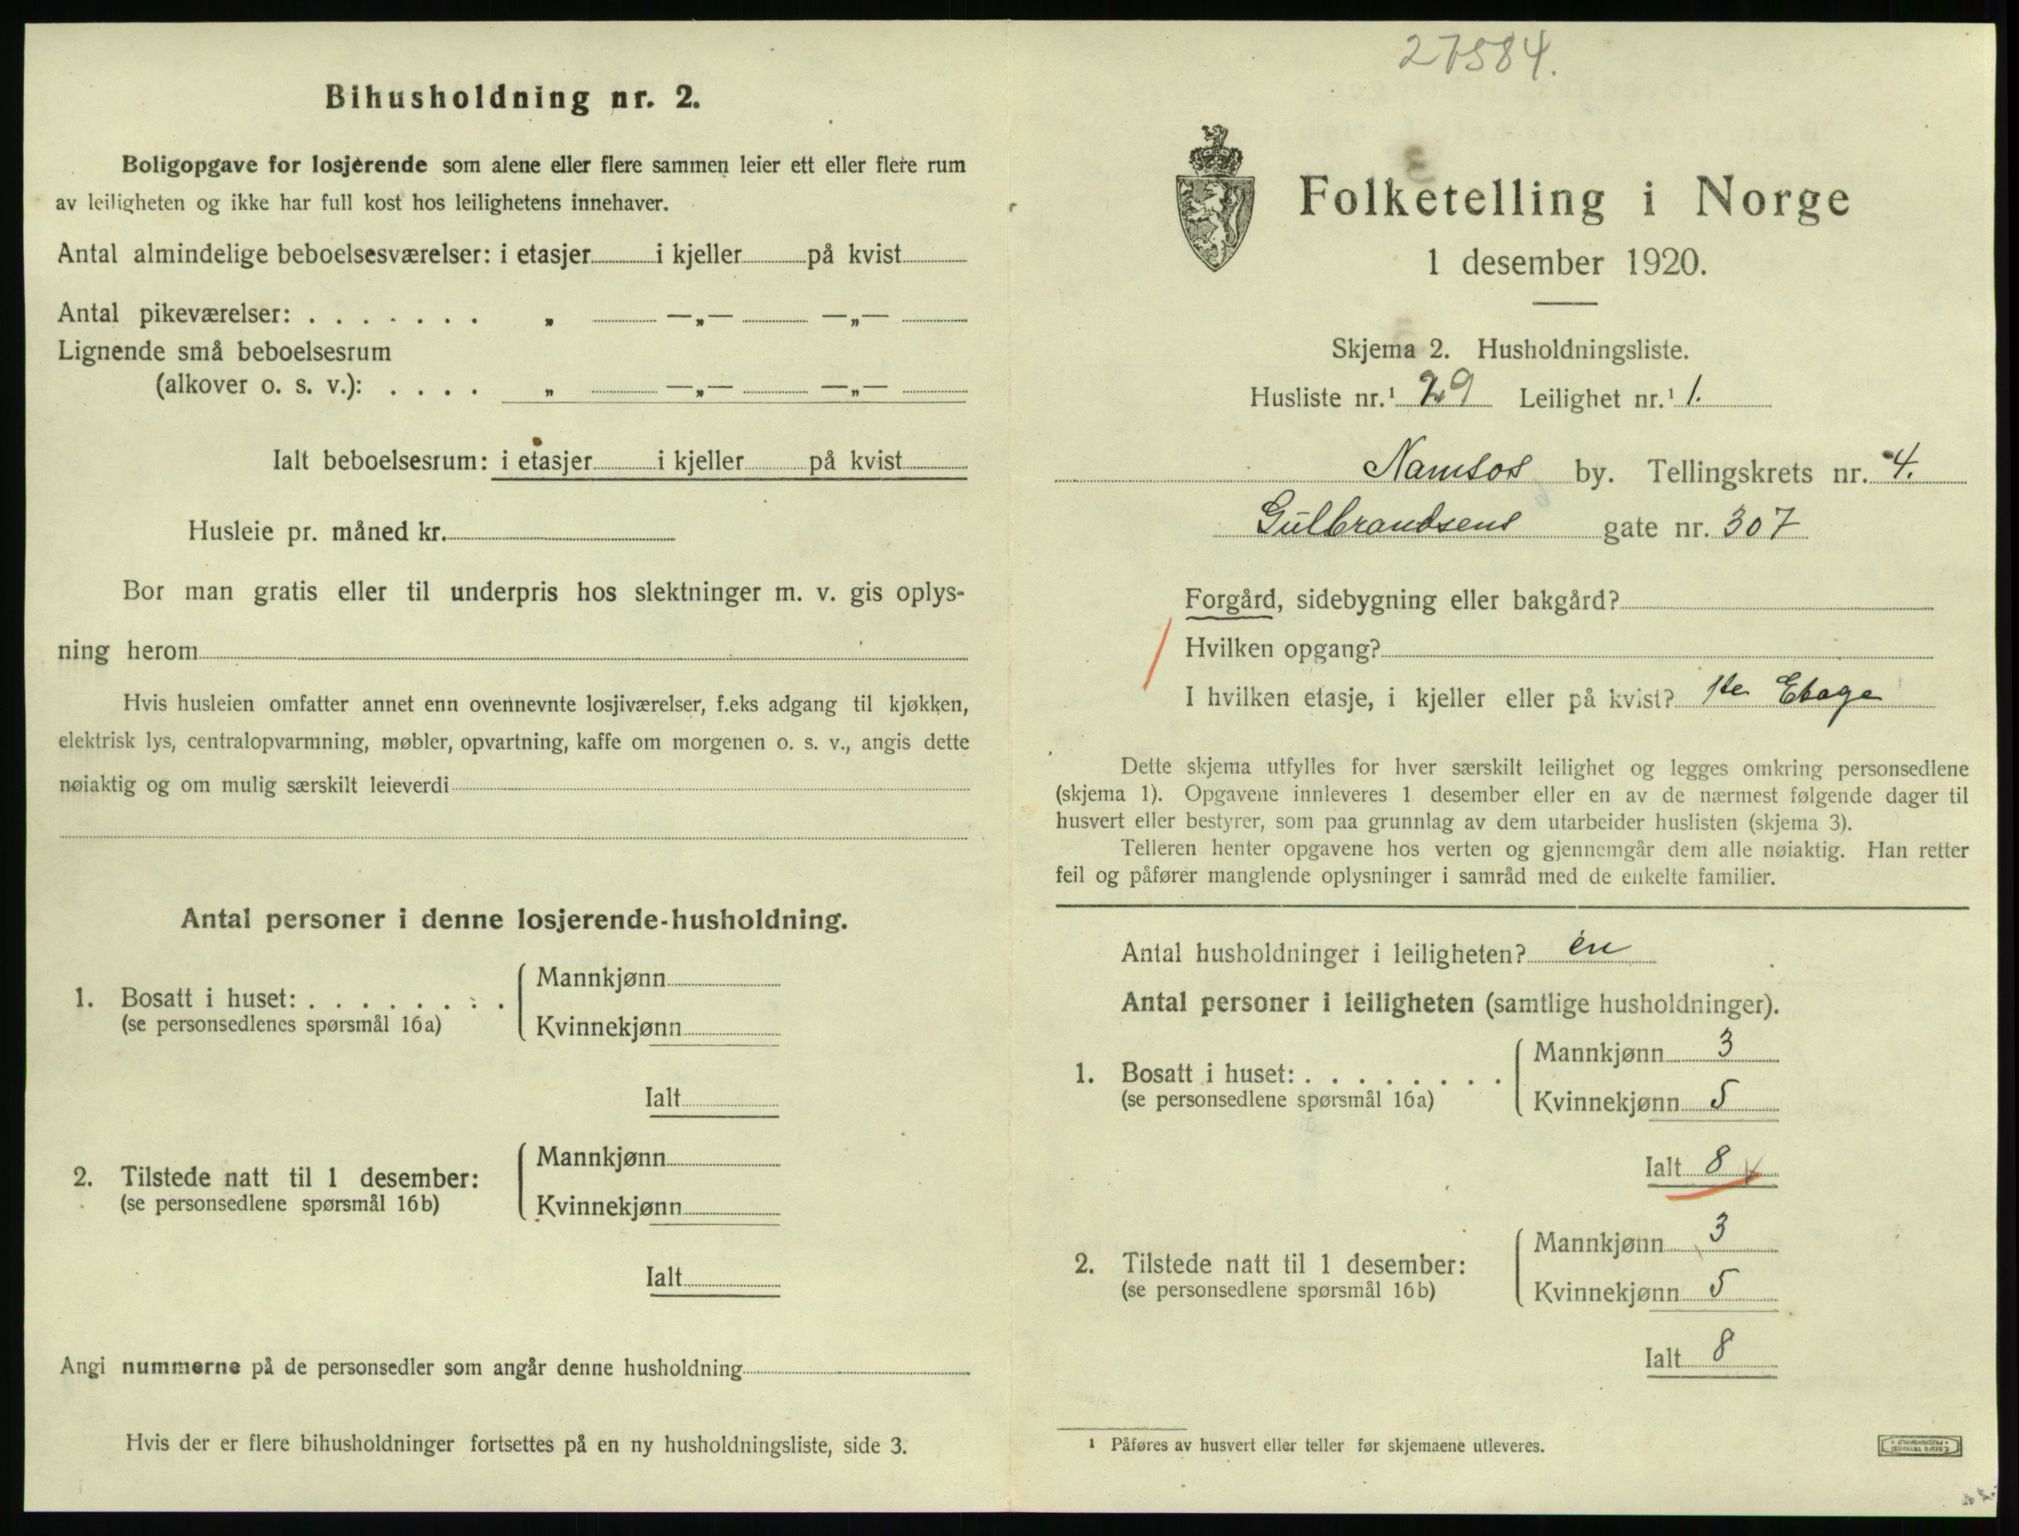 Bihusholdning nr. 2.
Boligopgave for losjerende som alene eller flere sammen leier ett eller flere rum
av leiligheten og ikke har full kost hos leilighetens innehaver.
Antal almindelige beboelsesværelser: i etasjer i kjeller på kvist
Antal pikeværelser: . . . . . . . „ —„— —„—
Lignende små beboelsesrum
(alkover o. s. v.): . . . . „ —„— —„—
Ialt beboelsesrum: i etasjer i kjeller på kvist
Husleie pr. måned kr.
Bor man gratis eller til underpris hos slektninger m. v. gis oplys-
ning herom
Hvis husleien omfatter annet enn ovennevnte losjiværelser, f.eks adgang til kjøkken,
elektrisk lys, centralopvarmning, møbler, opvartning, kaffe om morgenen o. s. v., angis dette
nøiaktig og om mulig særskilt leieverdi
Antal personer i denne losjerende-husholdning.
1. Bosatt i huset: . . . . . . . . Mannkjønn
(se personsedlenes spørsmål 16a) Kvinnekjønn
Ialt
2. Tilstede natt til 1 desember: Mannkjønn
(se personsedlene spørsmål 16b) Kvinnekjønn
Ialt
Angi nummerne på de personsedler som angår denne husholdning
Hvis der er flere bihusholdninger fortsettes på en ny husholdningsliste, side 3.
27584.
Folketelling i Norge
1 desember 1920.
Skjema 2. Husholdningsliste.
Husliste nr.¹ 29 Leilighet nr.¹ 1.
Namsos by. Tellingskrets nr. 4.
Gulbrandsens gate nr. 307
Forgård, sidebygning eller bakgård?
Hvilken opgang?
I hvilken etasje, i kjeller eller på kvist? 1ste Etage
Dette skjema utfylles for hver særskilt leilighet og legges omkring personsedlene
(skjema 1). Opgavene innleveres 1 desember eller en av de nærmest følgende dager til
husvert eller bestyrer, som paa grunnlag av dem utarbeider huslisten (skjema 3).
Telleren henter opgavene hos verten og gjennemgår dem alle nøiaktig. Han retter
feil og påfører manglende oplysninger i samråd med de enkelte familier.
Antal husholdninger i leiligheten? én
Antal personer i leiligheten (samtlige husholdninger).
1. Bosatt i huset: . . . . . . . . Mannkjønn 3
(se personsedlene spørsmål 16a) Kvinnekjønn 5
Ialt 8
2. Tilstede natt til 1 desember: Mannkjønn 3
(se personsedlene spørsmål 16b) Kvinnekjønn 5
Ialt 8
¹ Påføres av husvert eller teller før skjemaene utleveres.